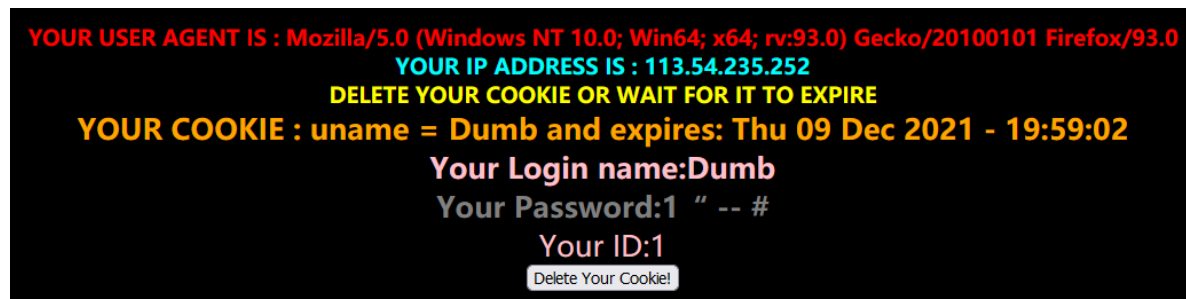 YOUR USER AGENT IS : Mozilla/5.0 (Windows NT 10.0; Win64; x64; rv:93.0) Gecko/20100101 Firefox/93.0
YOUR IP ADDRESS IS : 113.54.235.252
DELETE YOUR COOKIE OR WAIT FOR IT TO EXPIRE
YOUR COOKIE : uname = Dumb and expires: Thu 09 Dec 2021 - 19:59:02
Your Login name:Dumb
Your Password:1 “ -- #
Your ID:1
Delete Your Cookie!